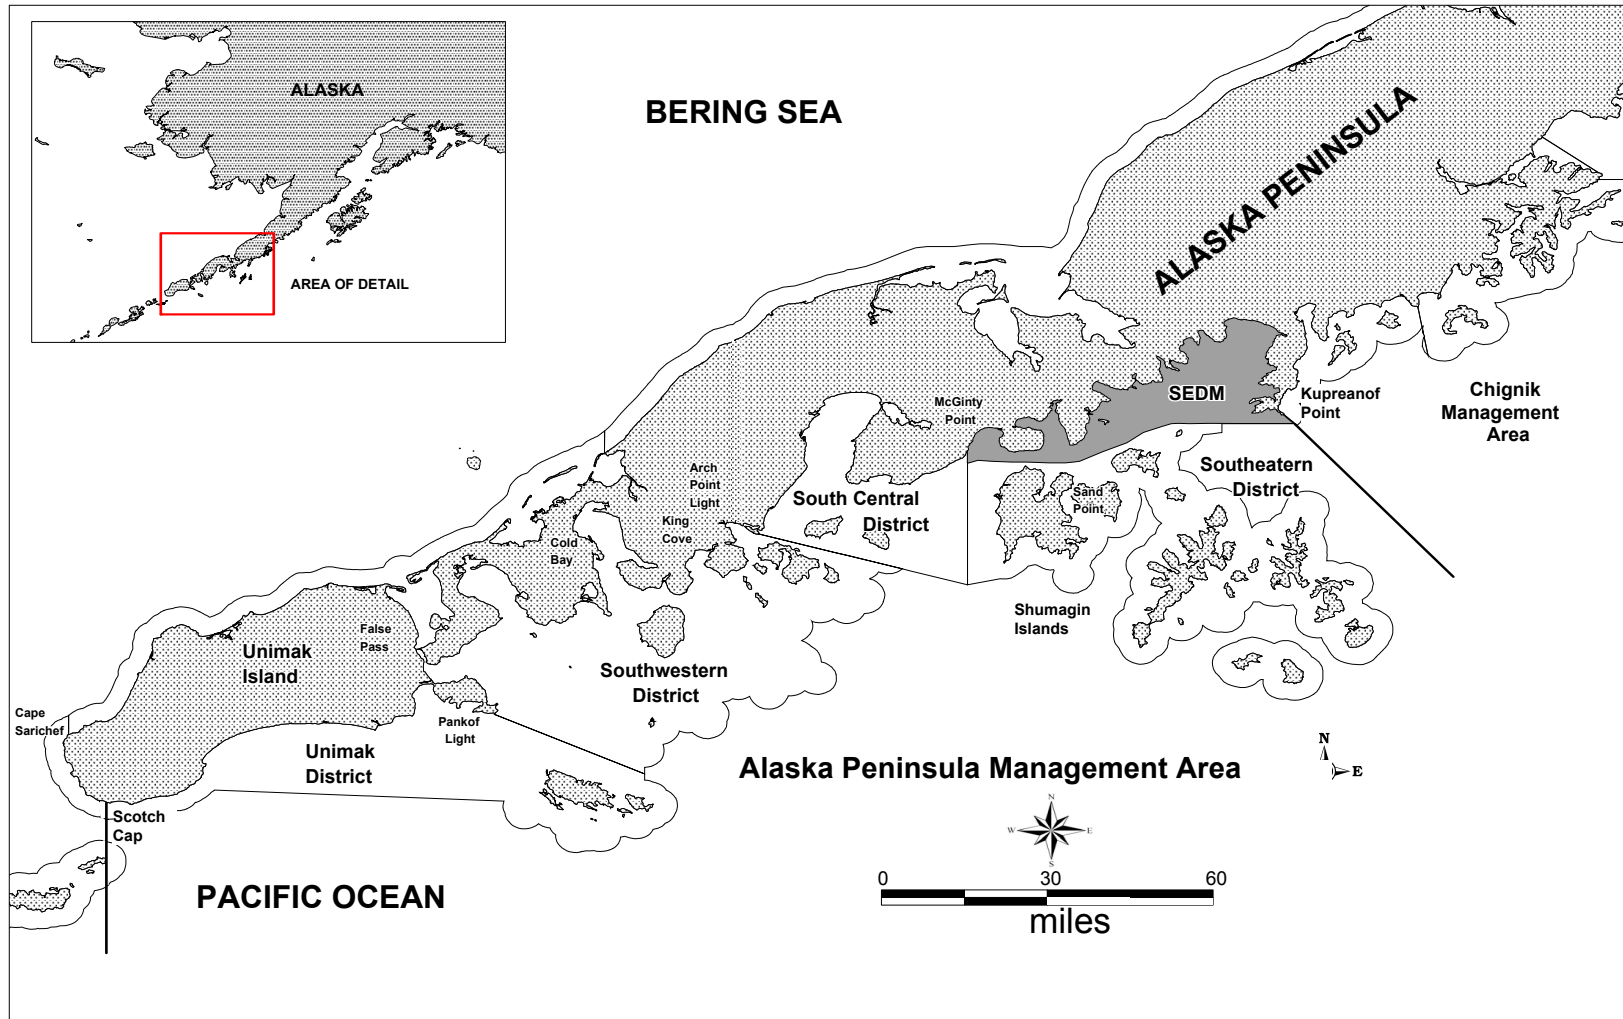 ALASKA
AREA OF DETAIL
BERING SEA
ALASKA PENINSULA
SEDM
McGinty
Point
Kupreanof
Point
Chignik
Management
Area
Arch
Point
Light
King
Cove
South Central
District
Sand
Point
Southeatern
District
Cold
Bay
Shumagin
Islands
False
Pass
Unimak
Island
Southwestern
District
Cape
Sarichef
Pankof
Light
Unimak
District
Alaska Peninsula Management Area
N
E
Scotch
Cap
N
W
E
S
PACIFIC OCEAN
0 30 60
miles